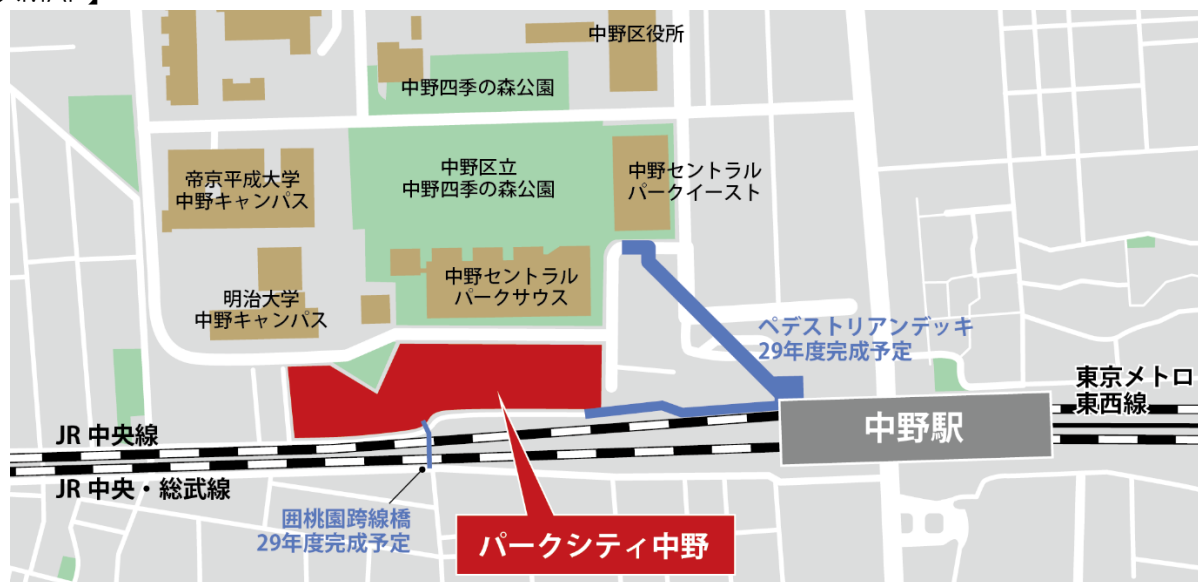 MAP】
中野区役所
中野四季の森公園
帝京平成大学
中野キャンパス
中野区立
中野四季の森公園
中野セントラル
パークイースト
明治大学
中野キャンパス
中野セントラル
パークサウス
ペデストリアンデッキ
29年度完成予定
東京メトロ
東西線
中野駅
JR 中央線
JR 中央・総武線
囲桃園跨線橋
29年度完成予定
パークシティ中野